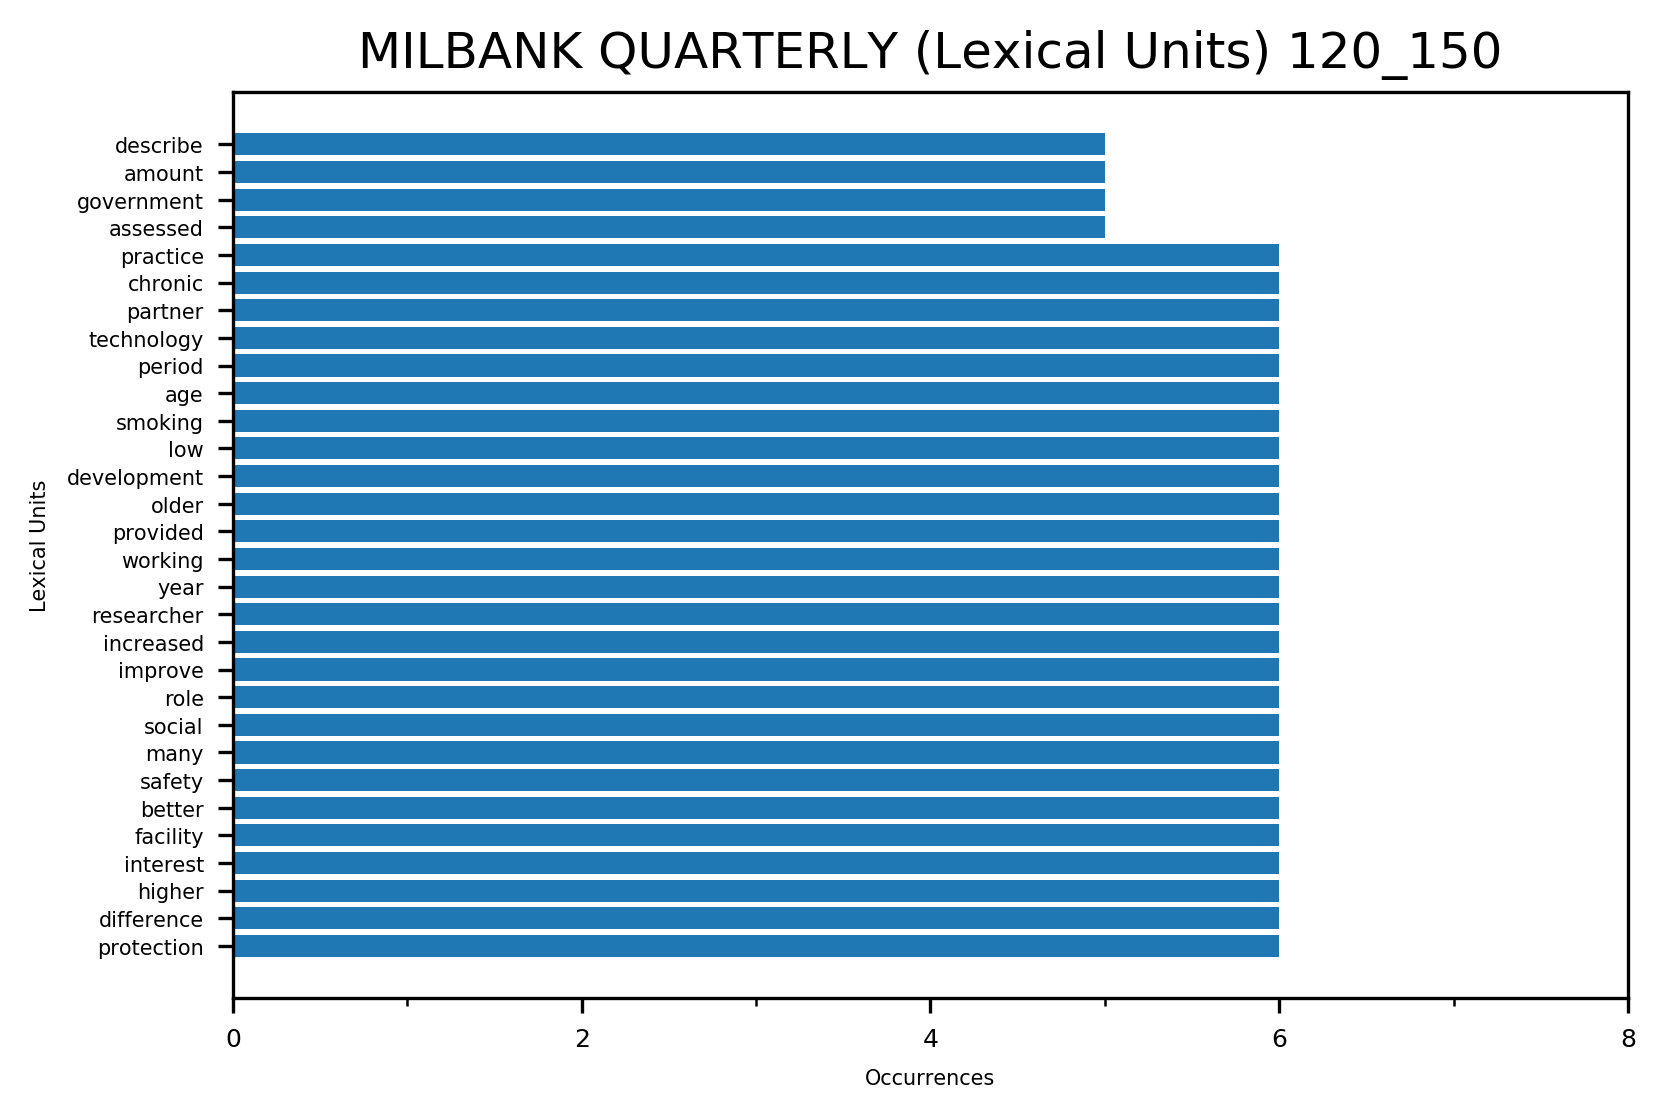 MILBANK QUARTERLY (Lexical Units) 120_150
describe
amount
government
assessed
practice
chronic
partner
technology
period
age
smoking
low
development
older
provided
working
year
researcher
increased
improve
role
social
many
safety
better
facility
interest
higher
difference
protection
Lexical Units
0 2 4 6 8
Occurrences